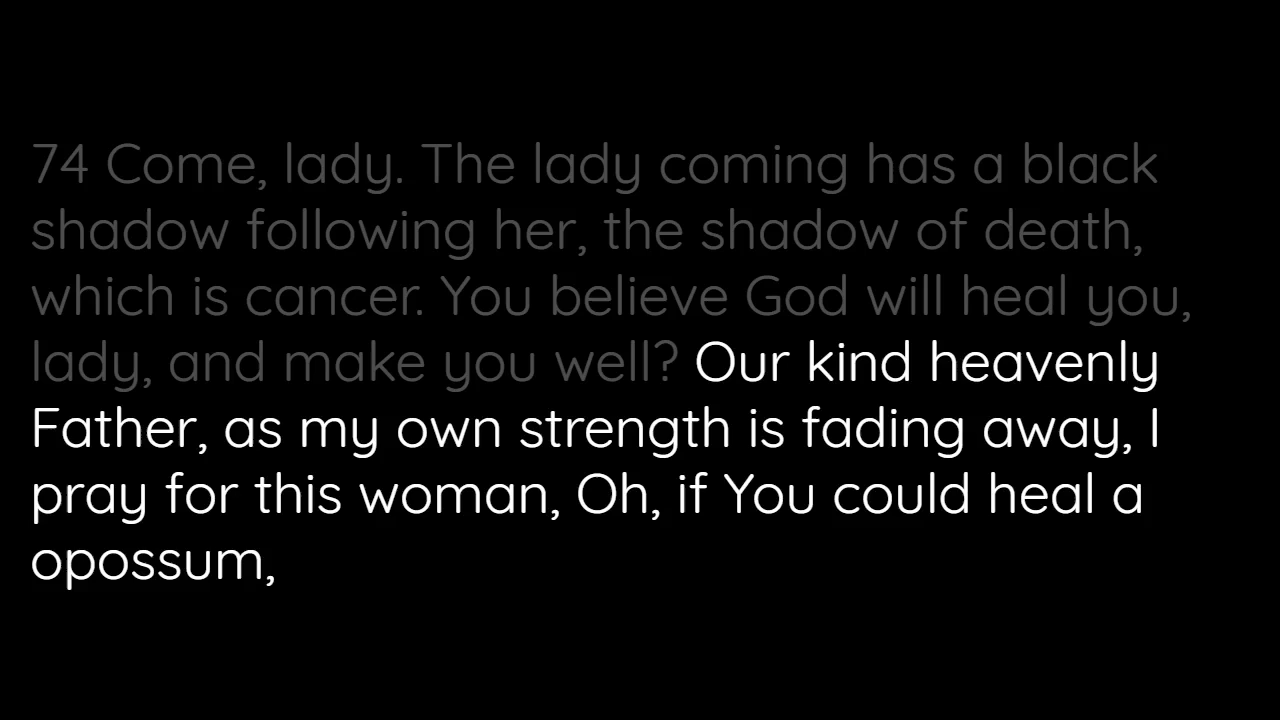 74 Come, lady. The lady coming has a black
shadow following her, the shadow of death,
which is cancer. You believe God will heal you,
lady, and make you well? Our kind heavenly
Father, as my own strength is fading away, I
pray for this woman, Oh, if You could heal a
opossum,